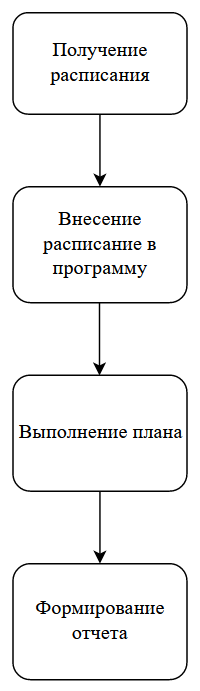 Получение
расписания
Внесение
расписание в
программу
Выполнение плана
Формирование
отчета